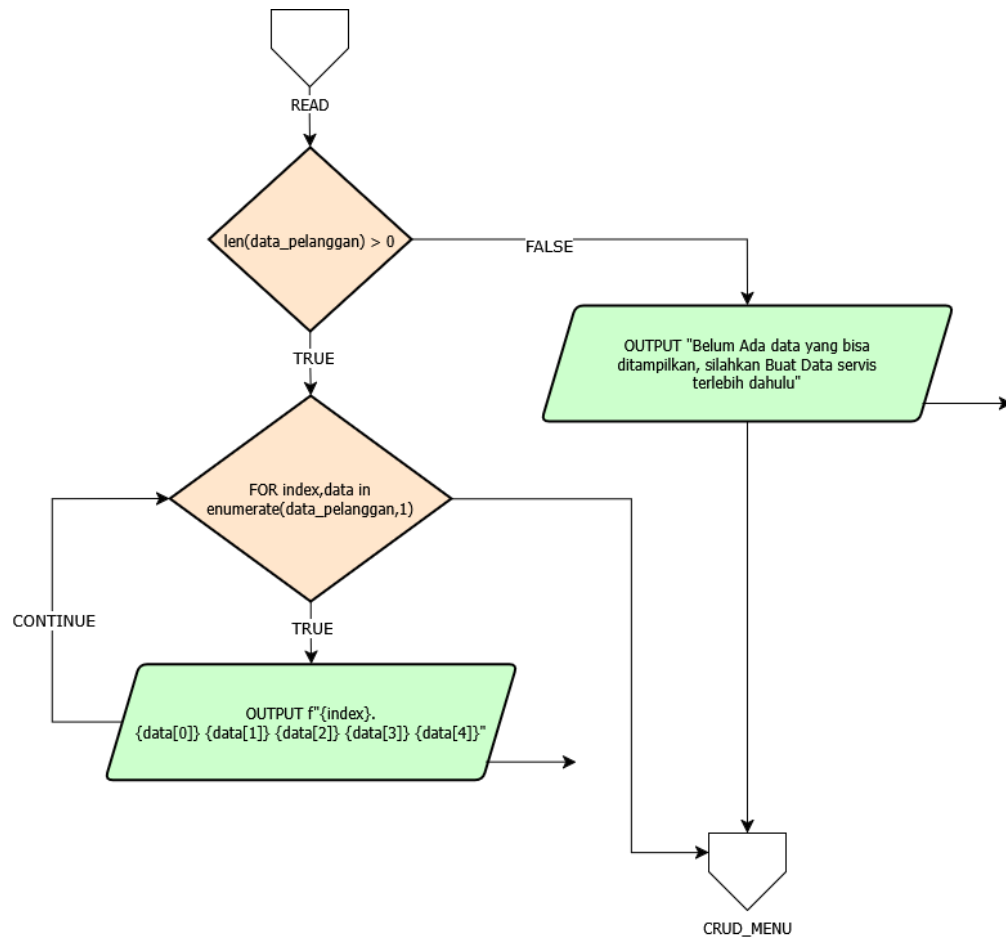 READ
len(data_pelanggan) > 0
FALSE
OUTPUT "Belum Ada data yang bisa
ditampilkan, silahkan Buat Data servis
terlebih dahulu"
TRUE
FOR index,data in
enumerate(data_pelanggan,1)
CONTINUE
TRUE
OUTPUT f"{index}.
{data[0]} {data[1]} {data[2]} {data[3]} {data[4]}"
CRUD_MENU